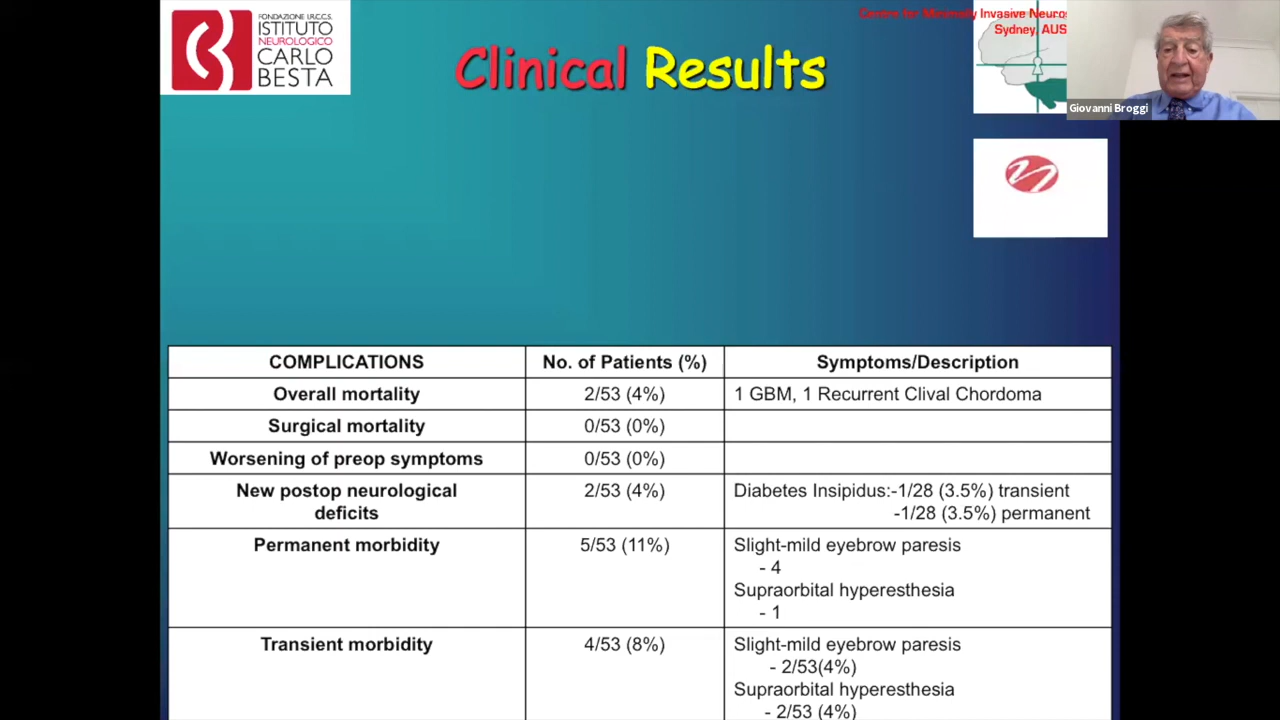 FONDAZIONE I.R.C.C.S.
ISTITUTO
NEUROLOGICO
CARLO
BESTA
Clinical Results
Centre for Minimally Invasive
Sydney, AUS
Giovanni Broggi
COMPLICATIONS No. of Patients (%) Symptoms/Description
Overall mortality 2/53 (4%) 1 GBM, 1 Recurrent Clival Chordoma
Surgical mortality 0/53 (0%)
Worsening of preop symptoms 0/53 (0%)
New postop neurological 2/53 (4%) Diabetes Insipidus:-1/28 (3.5%) transient
deficits -1/28 (3.5%) permanent
Permanent morbidity 5/53 (11%) Slight-mild eyebrow paresis
- 4
Supraorbital hyperesthesia
- 1
Transient morbidity 4/53 (8%) Slight-mild eyebrow paresis
- 2/53(4%)
Supraorbital hyperesthesia
- 2/53 (4%)